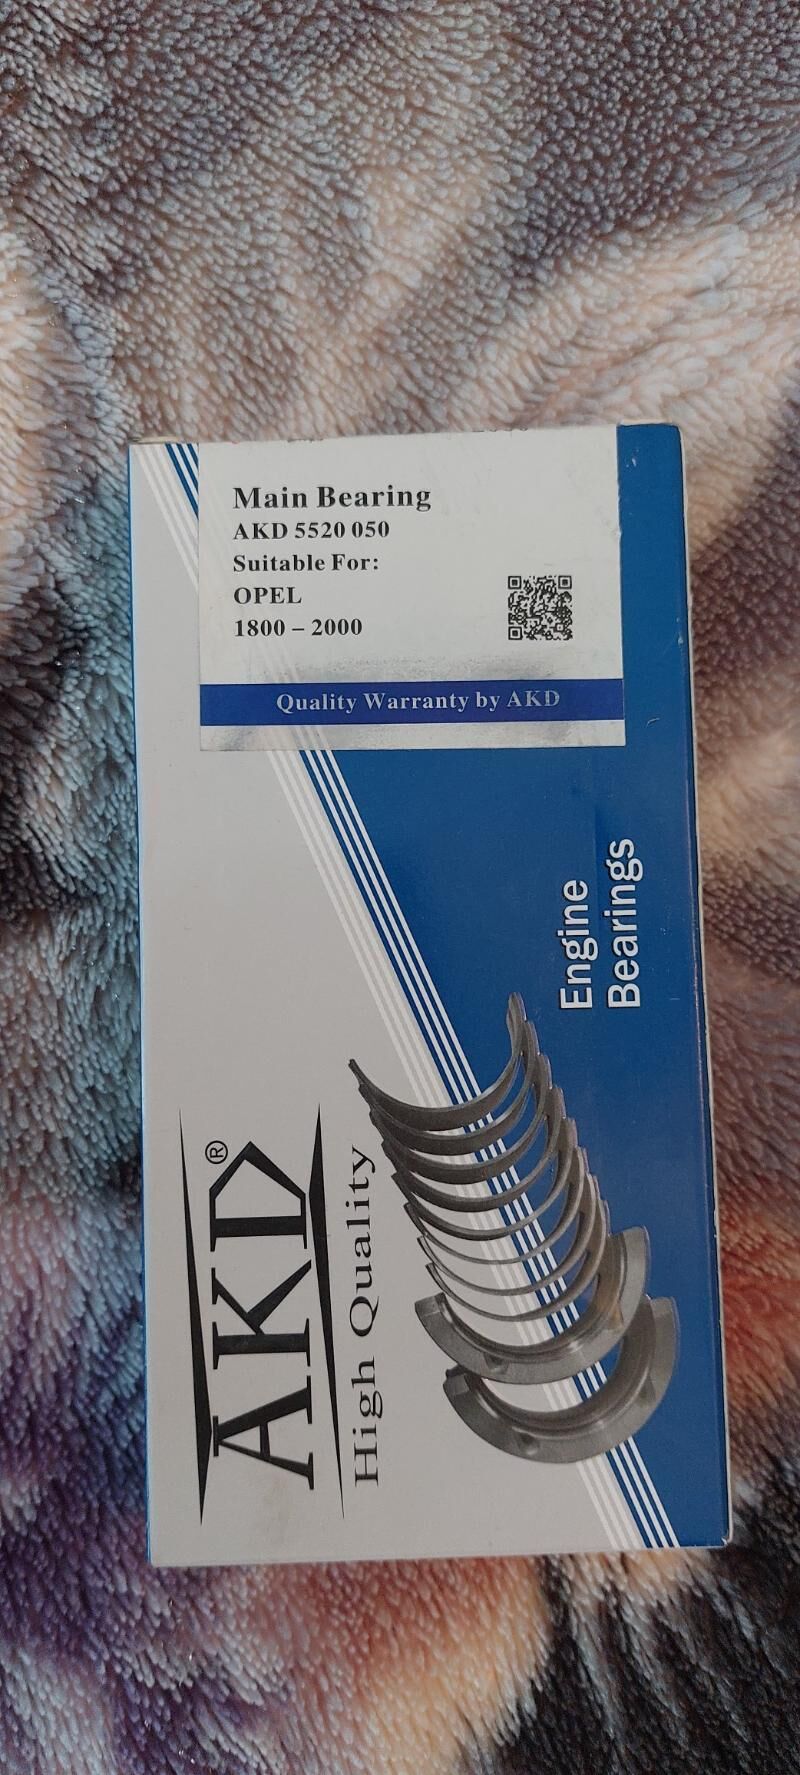 Main Bearing
AKD 5520 050
Suitable For:
OPEL
1800 – 2000
Quality Warranty by AKD
Engine
Bearings
AKD®
High Quality